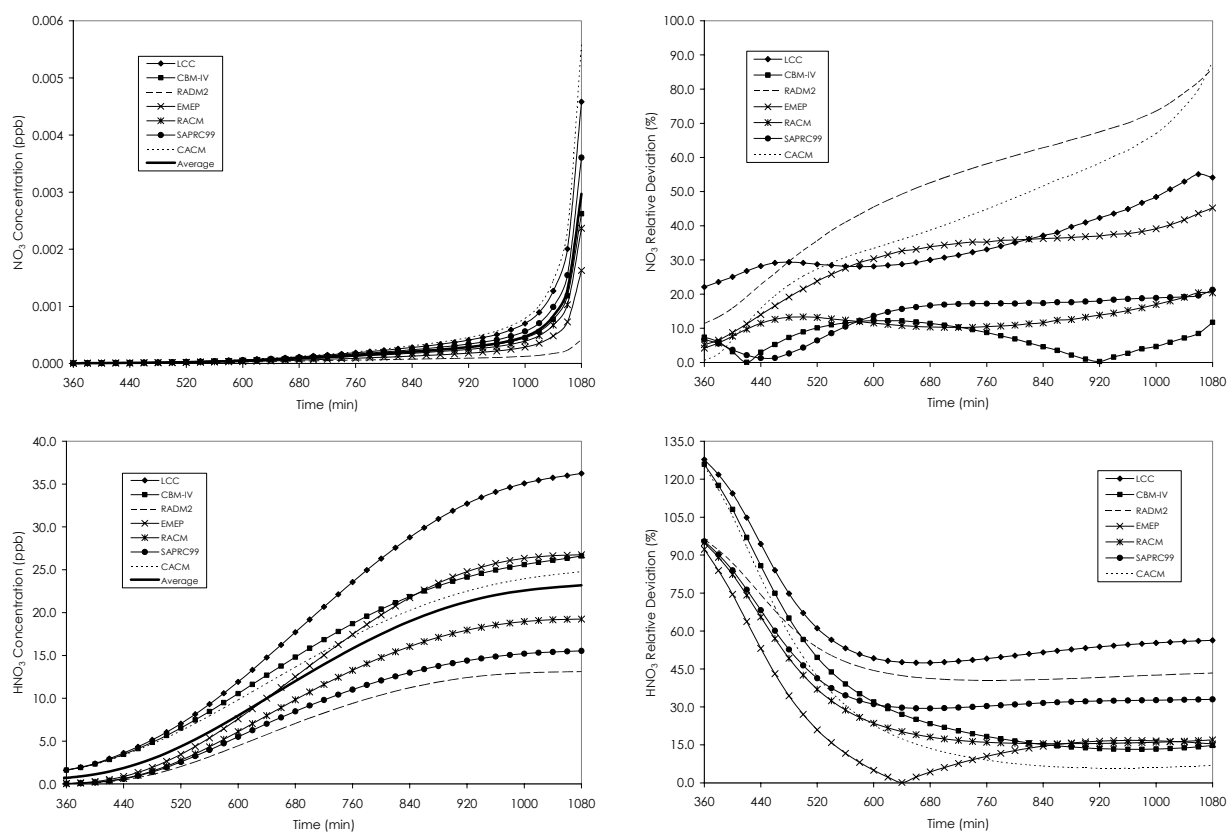 NO3 Concentration (ppb)
0.006
0.005
0.004
0.003
0.002
0.001
0.000
LCC
CBM-IV
RADM2
EMEP
RACM
SAPRC99
CACM
Average
360 440 520 600 680 760 840 920 1000 1080
Time (min)
NO3 Relative Deviation (%)
100.0
90.0
80.0
70.0
60.0
50.0
40.0
30.0
20.0
10.0
0.0
LCC
CBM-IV
RADM2
EMEP
RACM
SAPRC99
CACM
360 440 520 600 680 760 840 920 1000 1080
Time (min)
HNO3 Concentration (ppb)
40.0
35.0
30.0
25.0
20.0
15.0
10.0
5.0
0.0
LCC
CBM-IV
RADM2
EMEP
RACM
SAPRC99
CACM
Average
360 440 520 600 680 760 840 920 1000 1080
Time (min)
HNO3 Relative Deviation (%)
135.0
120.0
105.0
90.0
75.0
60.0
45.0
30.0
15.0
0.0
LCC
CBM-IV
RADM2
EMEP
RACM
SAPRC99
CACM
360 440 520 600 680 760 840 920 1000 1080
Time (min)